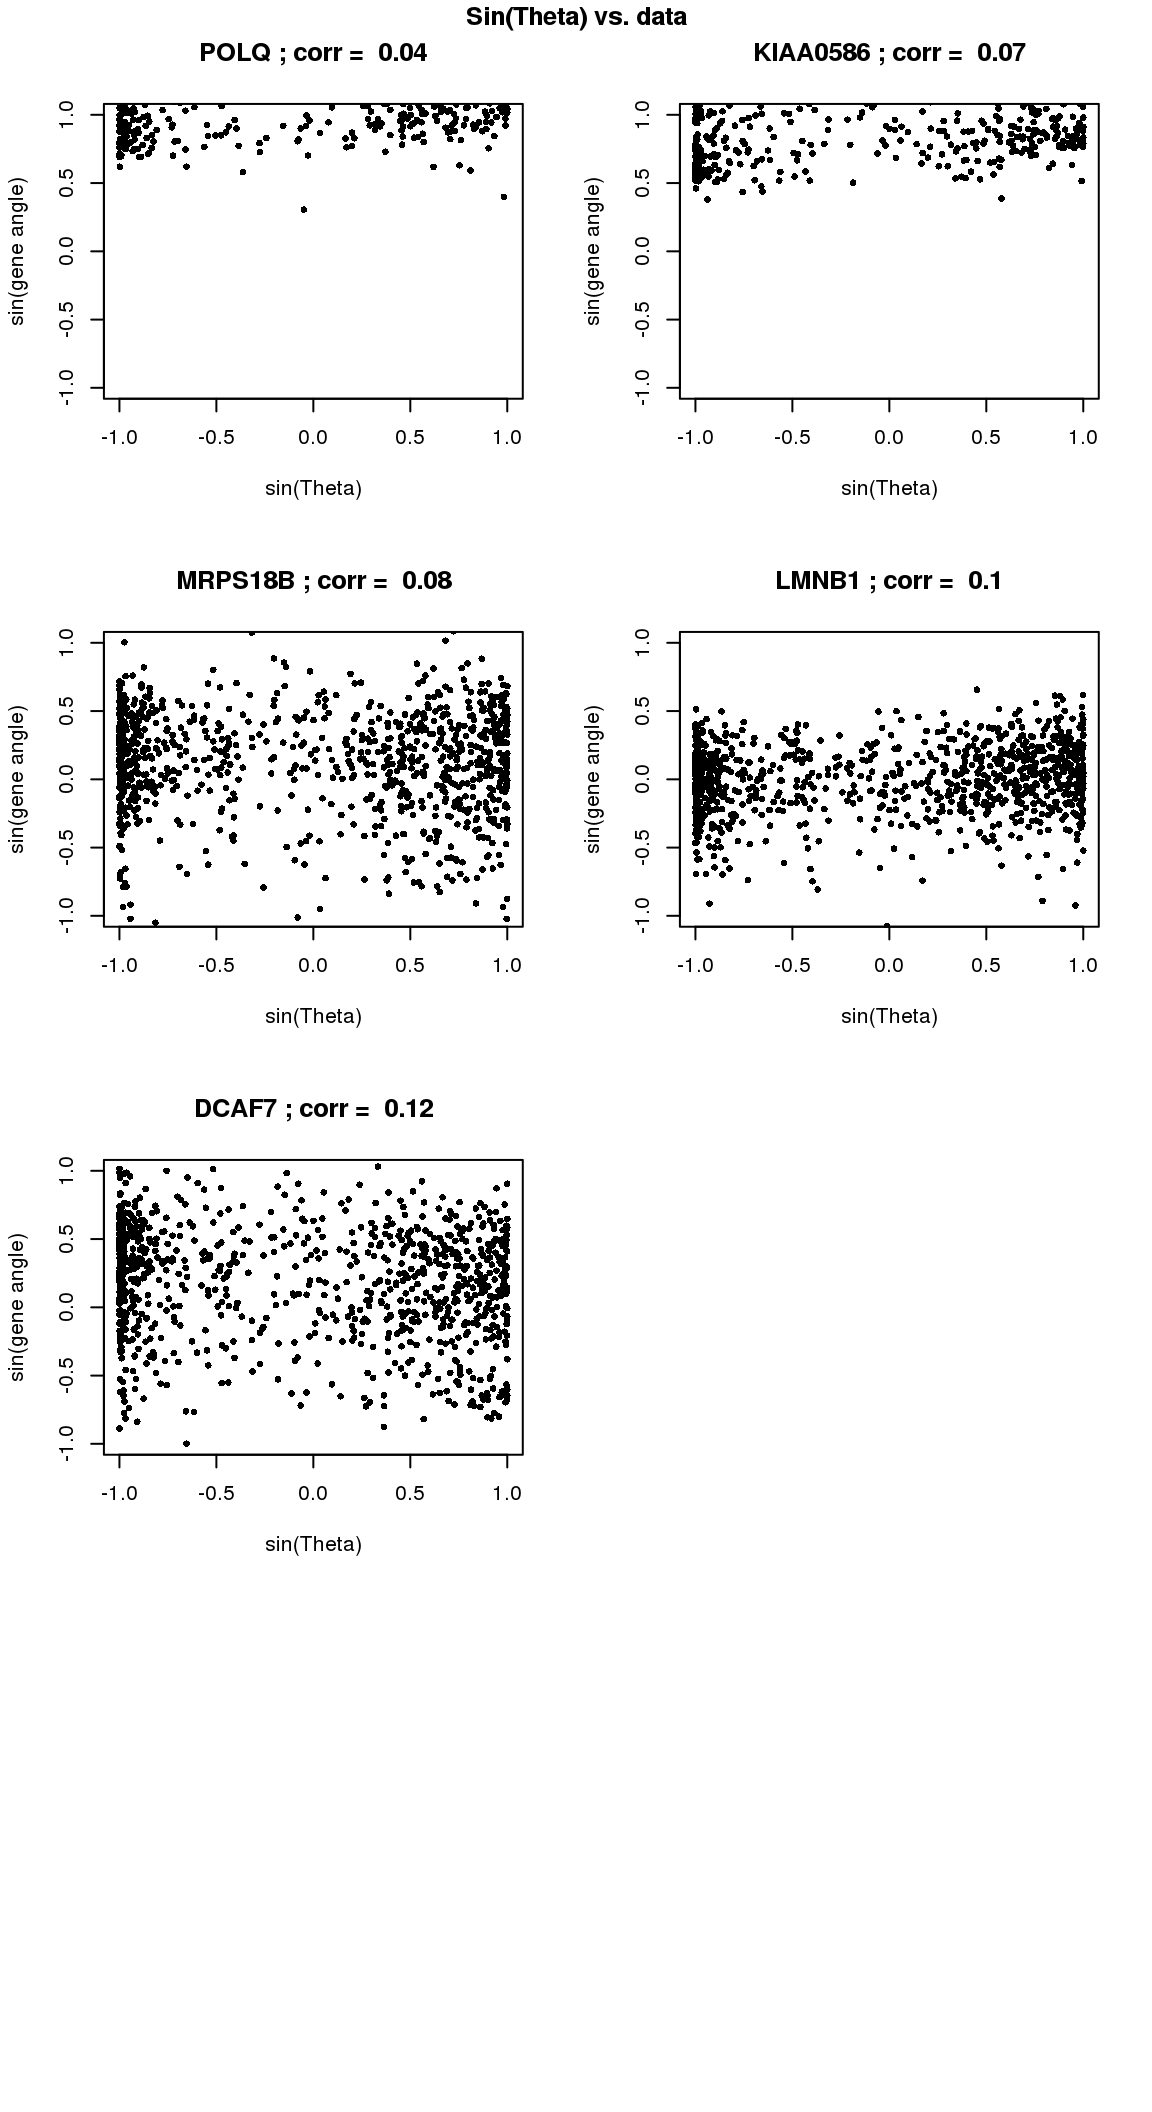 Sin(Theta) vs. data
POLQ ; corr = 0.04
KIAA0586 ; corr = 0.07
sin(gene angle)
1.0
0.5
0.0
-0.5
-1.0
-1.0 -0.5 0.0 0.5 1.0
sin(Theta)
sin(gene angle)
1.0
0.5
0.0
-0.5
-1.0
-1.0 -0.5 0.0 0.5 1.0
sin(Theta)
MRPS18B ; corr = 0.08
LMNB1 ; corr = 0.1
sin(gene angle)
1.0
0.5
0.0
-0.5
-1.0
-1.0 -0.5 0.0 0.5 1.0
sin(Theta)
sin(gene angle)
1.0
0.5
0.0
-0.5
-1.0
-1.0 -0.5 0.0 0.5 1.0
sin(Theta)
DCAF7 ; corr = 0.12
sin(gene angle)
1.0
0.5
0.0
-0.5
-1.0
-1.0 -0.5 0.0 0.5 1.0
sin(Theta)